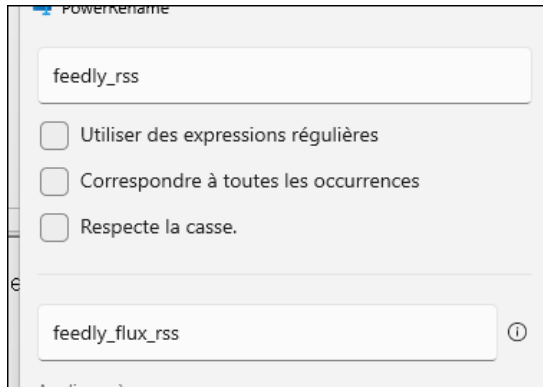 PowerRename
feedly_rss
Utiliser des expressions régulières
Correspondre à toutes les occurrences
Respecte la casse.
e
feedly_flux_rss